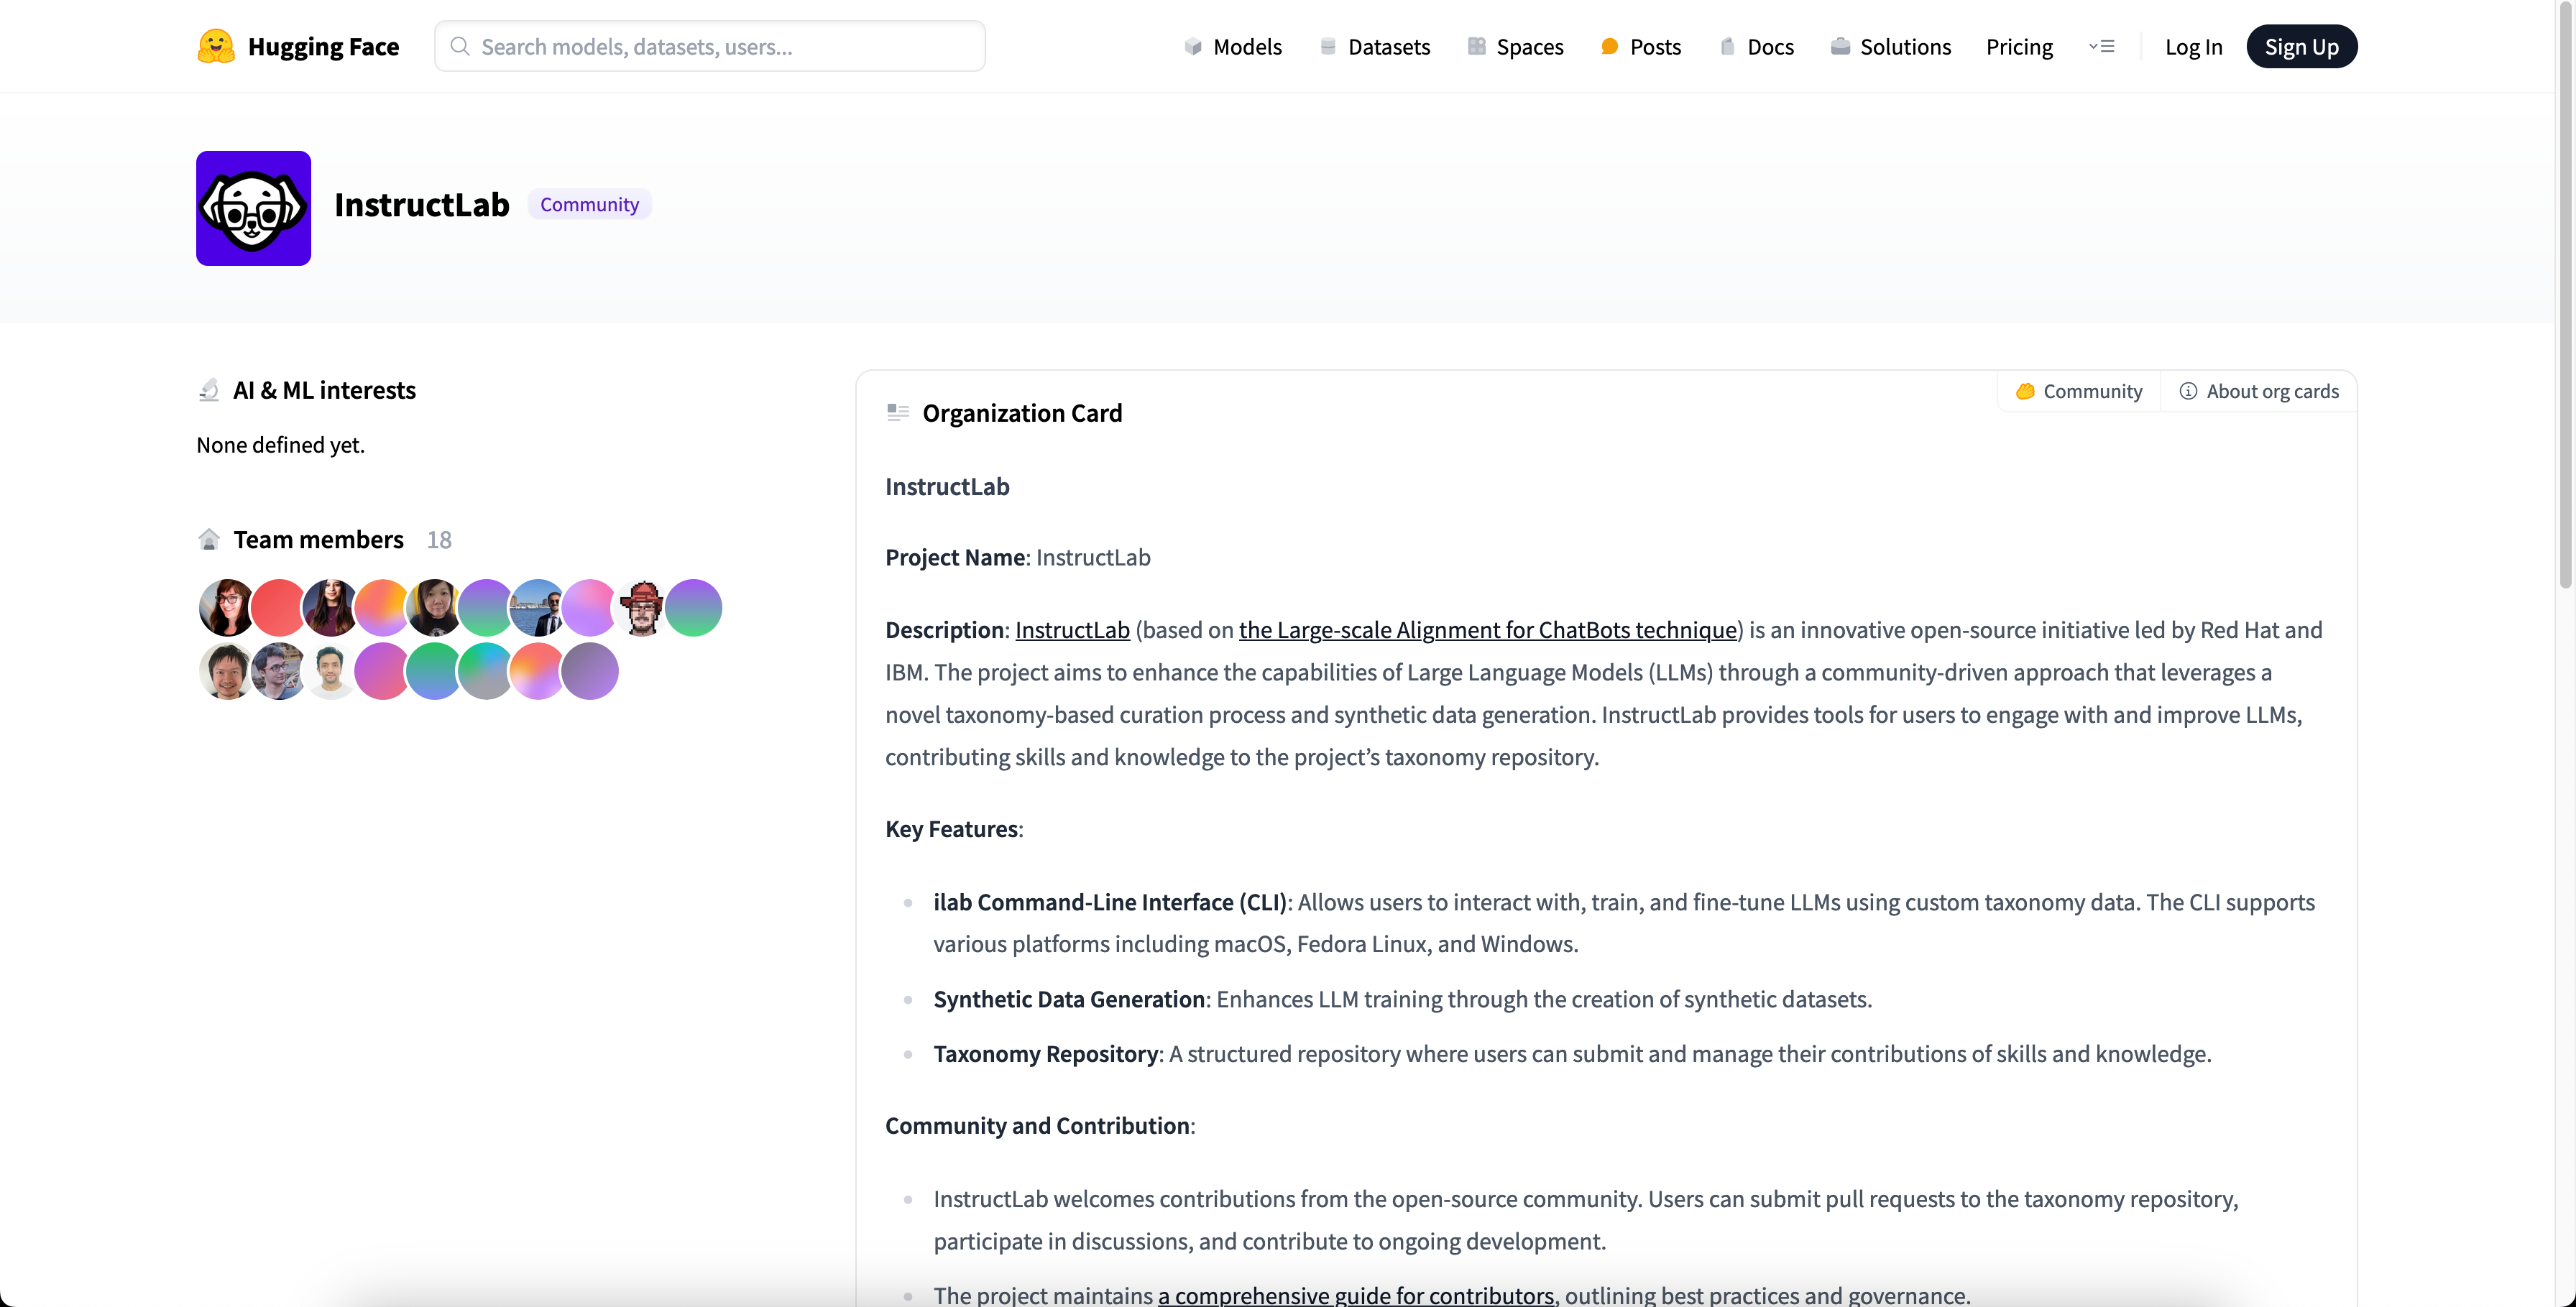 Hugging Face
Search models, datasets, users...
Models
Datasets
Spaces
Posts
Docs
Solutions
Pricing
Log In
Sign Up
InstructLab
Community
AI & ML interests
None defined yet.
Team members 18
Community
About org cards
Organization Card
InstructLab
Project Name: InstructLab
Description: InstructLab (based on the Large-scale Alignment for ChatBots technique) is an innovative open-source initiative led by Red Hat and
IBM. The project aims to enhance the capabilities of Large Language Models (LLMs) through a community-driven approach that leverages a
novel taxonomy-based curation process and synthetic data generation. InstructLab provides tools for users to engage with and improve LLMs,
contributing skills and knowledge to the project’s taxonomy repository.
Key Features:
ilab Command-Line Interface (CLI): Allows users to interact with, train, and fine-tune LLMs using custom taxonomy data. The CLI supports
various platforms including macOS, Fedora Linux, and Windows.
Synthetic Data Generation: Enhances LLM training through the creation of synthetic datasets.
Taxonomy Repository: A structured repository where users can submit and manage their contributions of skills and knowledge.
Community and Contribution:
InstructLab welcomes contributions from the open-source community. Users can submit pull requests to the taxonomy repository,
participate in discussions, and contribute to ongoing development.
The project maintains a comprehensive guide for contributors, outlining best practices and governance.